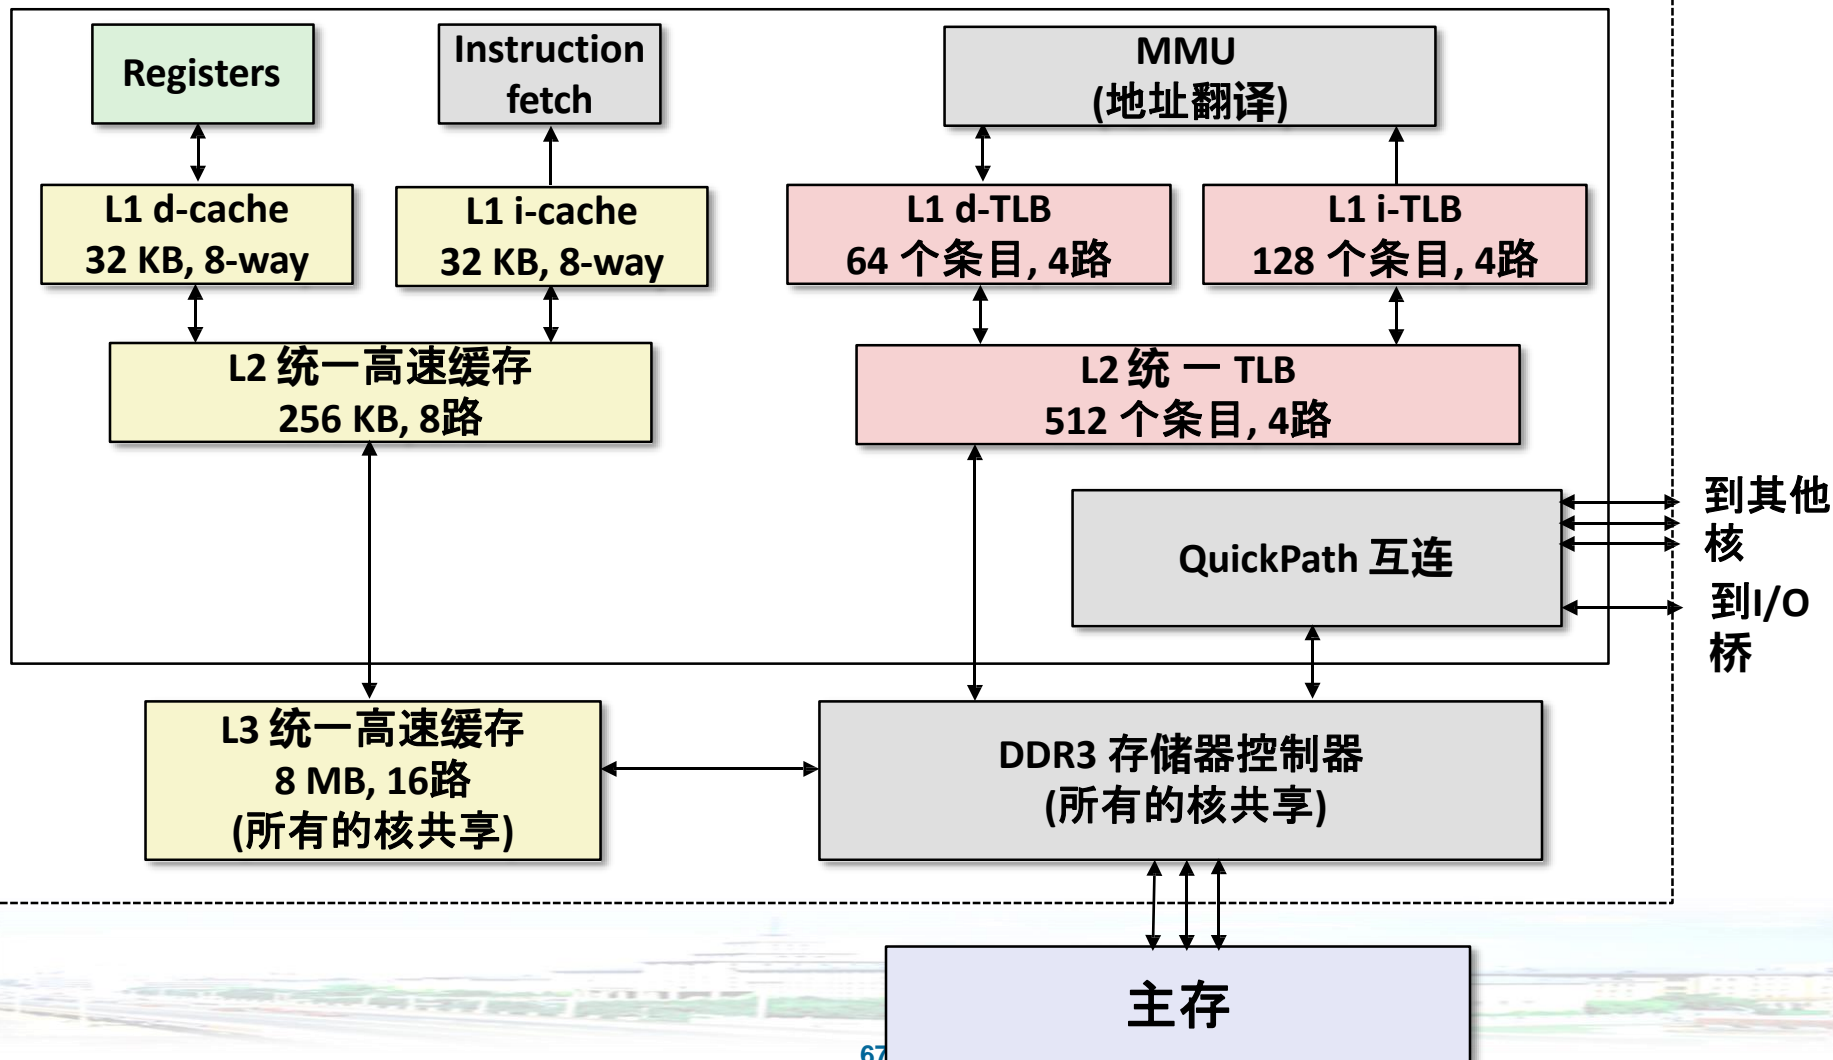 Registers
Instruction
fetch
MMU
(地址翻译)
L1 d-cache
32 KB, 8-way
L1 i-cache
32 KB, 8-way
L1 d-TLB
64 个条目, 4路
L1 i-TLB
128 个条目, 4路
L2 统一高速缓存
256 KB, 8路
L2 统 一 TLB
512 个条目, 4路
QuickPath 互连
到其他
核
到I/O
桥
L3 统一高速缓存
8 MB, 16路
(所有的核共享)
DDR3 存储器控制器
(所有的核共享)
主存
67